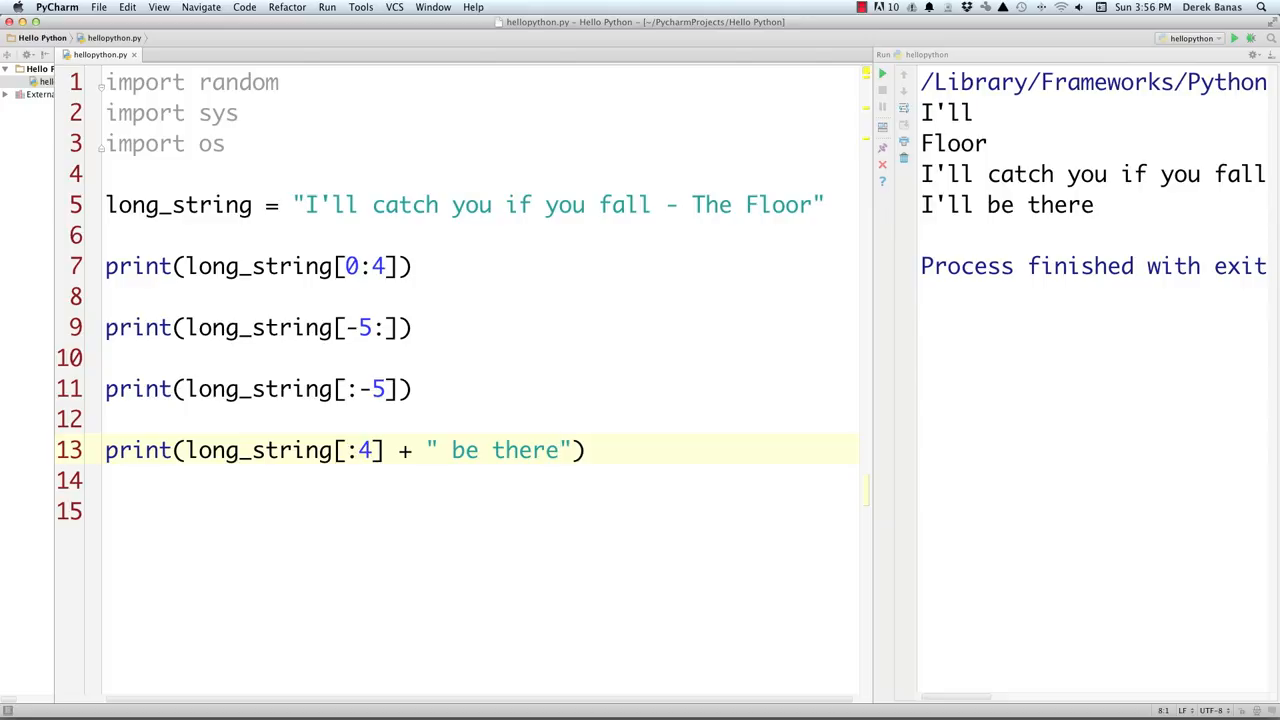 PyCharm File Edit View Navigate Code Refactor Run Tools VCS Window Help 10 Sun 3:56 PM Derek Banas
hellopython.py – Hello Python – [~/PycharmProjects/Hello Python]
Hello Python hellopython.py hellopython
hellopython.py
Run hellopython
Hello
hell
Externa
1 import random
2 import sys
3 import os
4
5 long_string = "I'll catch you if you fall - The Floor"
6
7 print(long_string[0:4])
8
9 print(long_string[-5:])
10
11 print(long_string[:-5])
12
13 print(long_string[:4] + " be there")
14
15
/Library/Frameworks/Python
I'll
Floor
I'll catch you if you fall
I'll be there
Process finished with exit
8:1 LF UTF-8